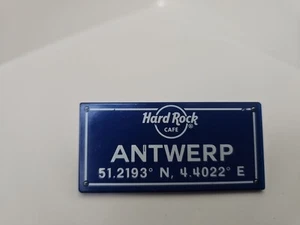 Hard Rock
CAFE ®
ANTWERP
51.2193° N, 4.4022° E